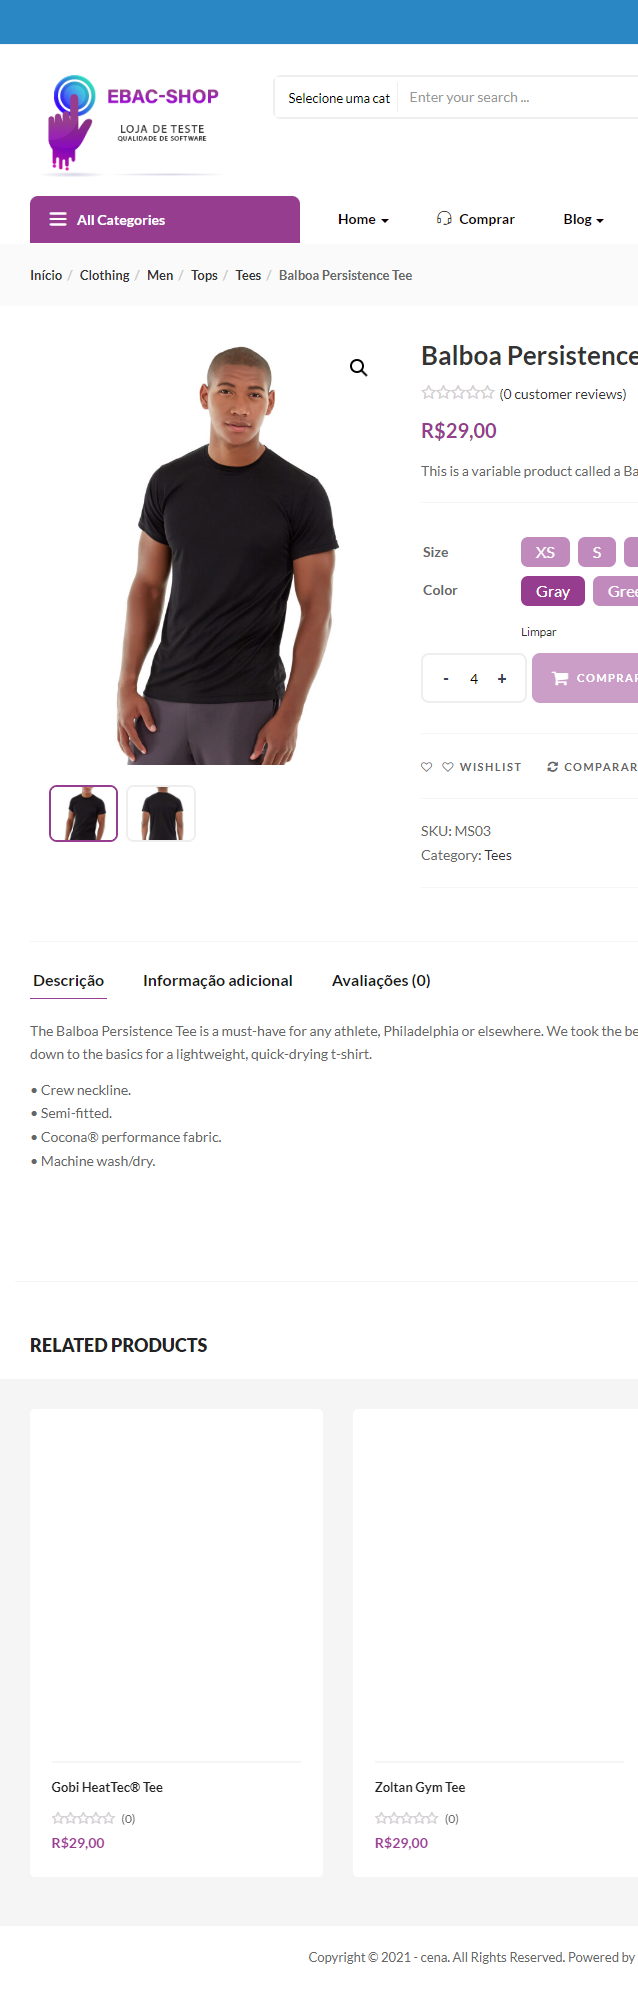 EBAC-SHOP
LOJA DE TESTE
QUALIDADE DE SOFTWARE
Selecione uma cat
Enter your search ...
All Categories
Home
Comprar
Blog
Início / Clothing / Men / Tops / Tees / Balboa Persistence Tee
Balboa Persistence
(0 customer reviews)
R$29,00
This is a variable product called a Ba
Size
XS
S
Color
Gray
Gree
Limpar
- 4 +
COMPRAR
WISHLIST
COMPARAR
SKU: MS03
Category: Tees
Descrição
Informação adicional
Avaliações (0)
The Balboa Persistence Tee is a must-have for any athlete, Philadelphia or elsewhere. We took the be
down to the basics for a lightweight, quick-drying t-shirt.
• Crew neckline.
• Semi-fitted.
• Cocona® performance fabric.
• Machine wash/dry.
RELATED PRODUCTS
Gobi HeatTec® Tee
(0)
R$29,00
Zoltan Gym Tee
(0)
R$29,00
Copyright © 2021 - cena. All Rights Reserved. Powered by